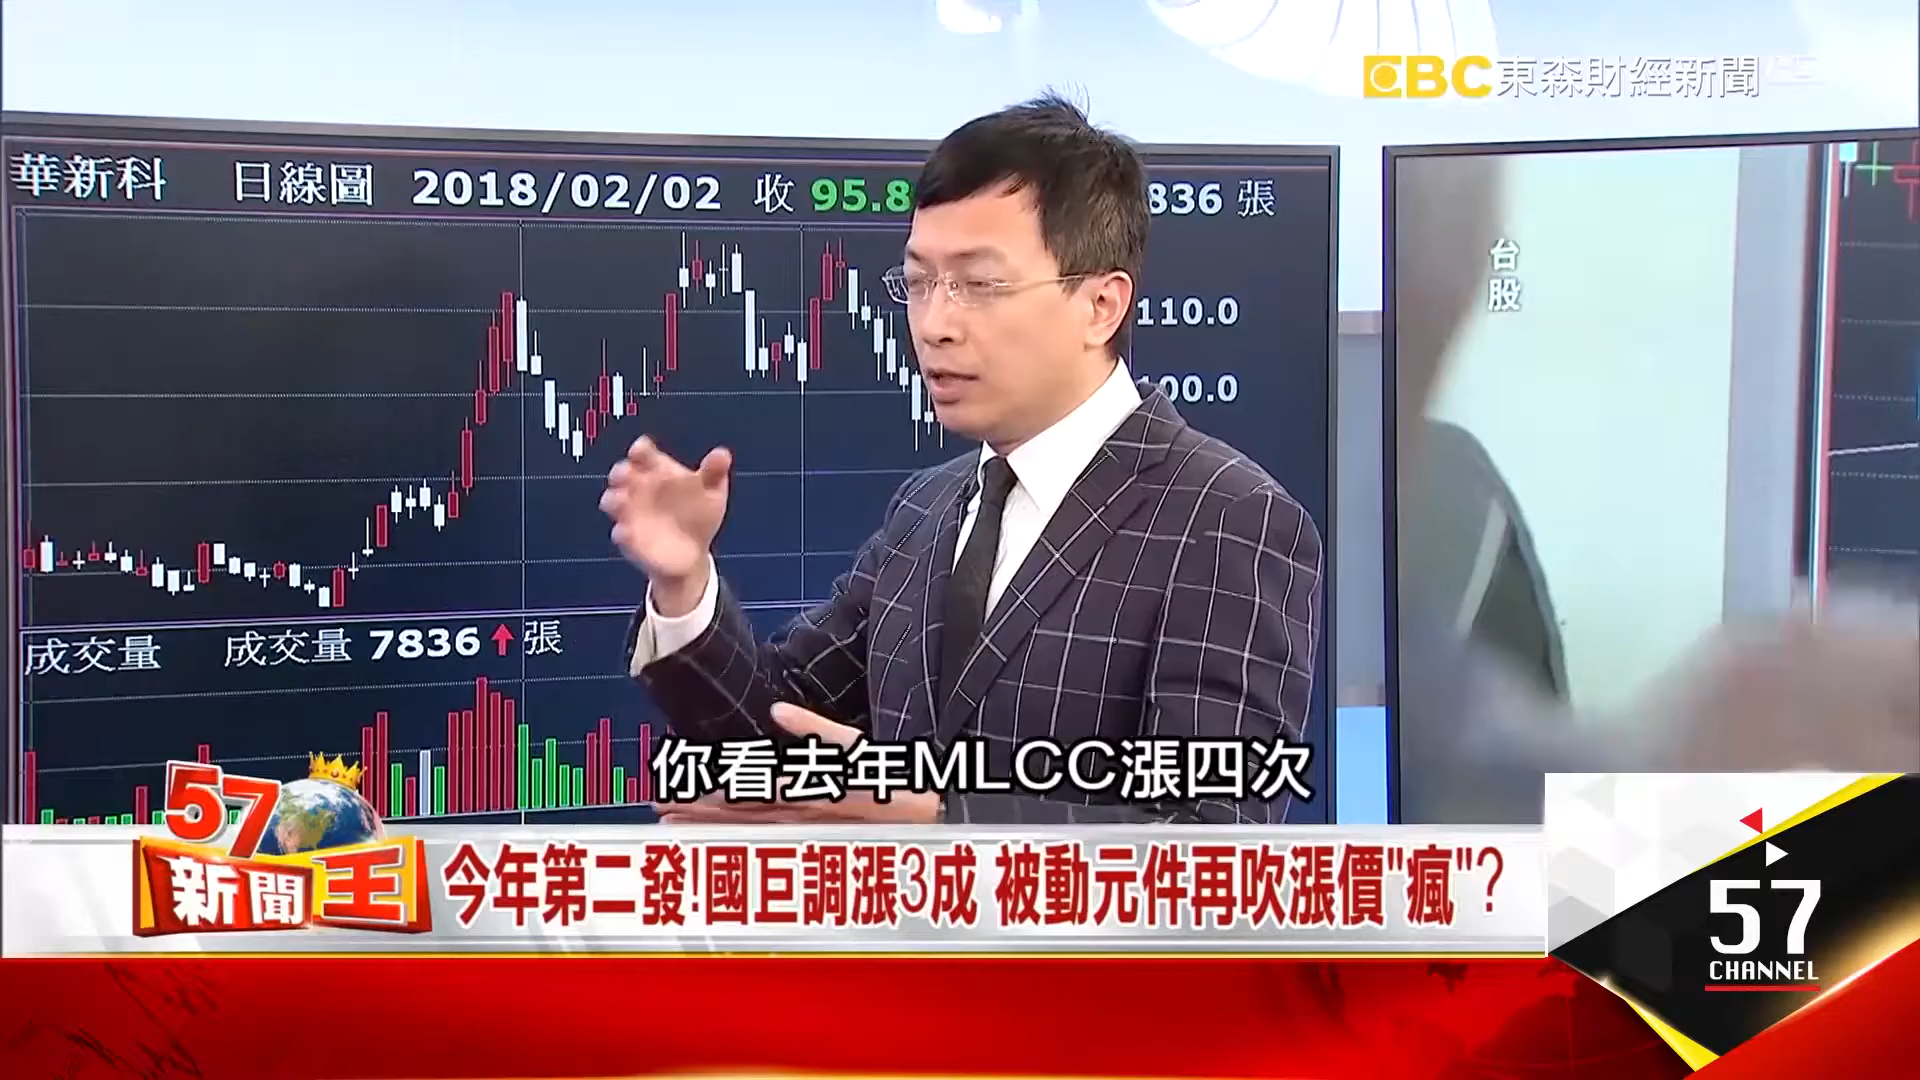 EBC東森財經新聞
華新科 日線圖 2018/02/02 收 95.8 836 張
台股
110.0
00.0
成交量 成交量 7836 張
你看去年MLCC漲四次
57新聞王
今年第二發!國巨調漲3成 被動元件再吹漲價"瘋"?
57
CHANNEL